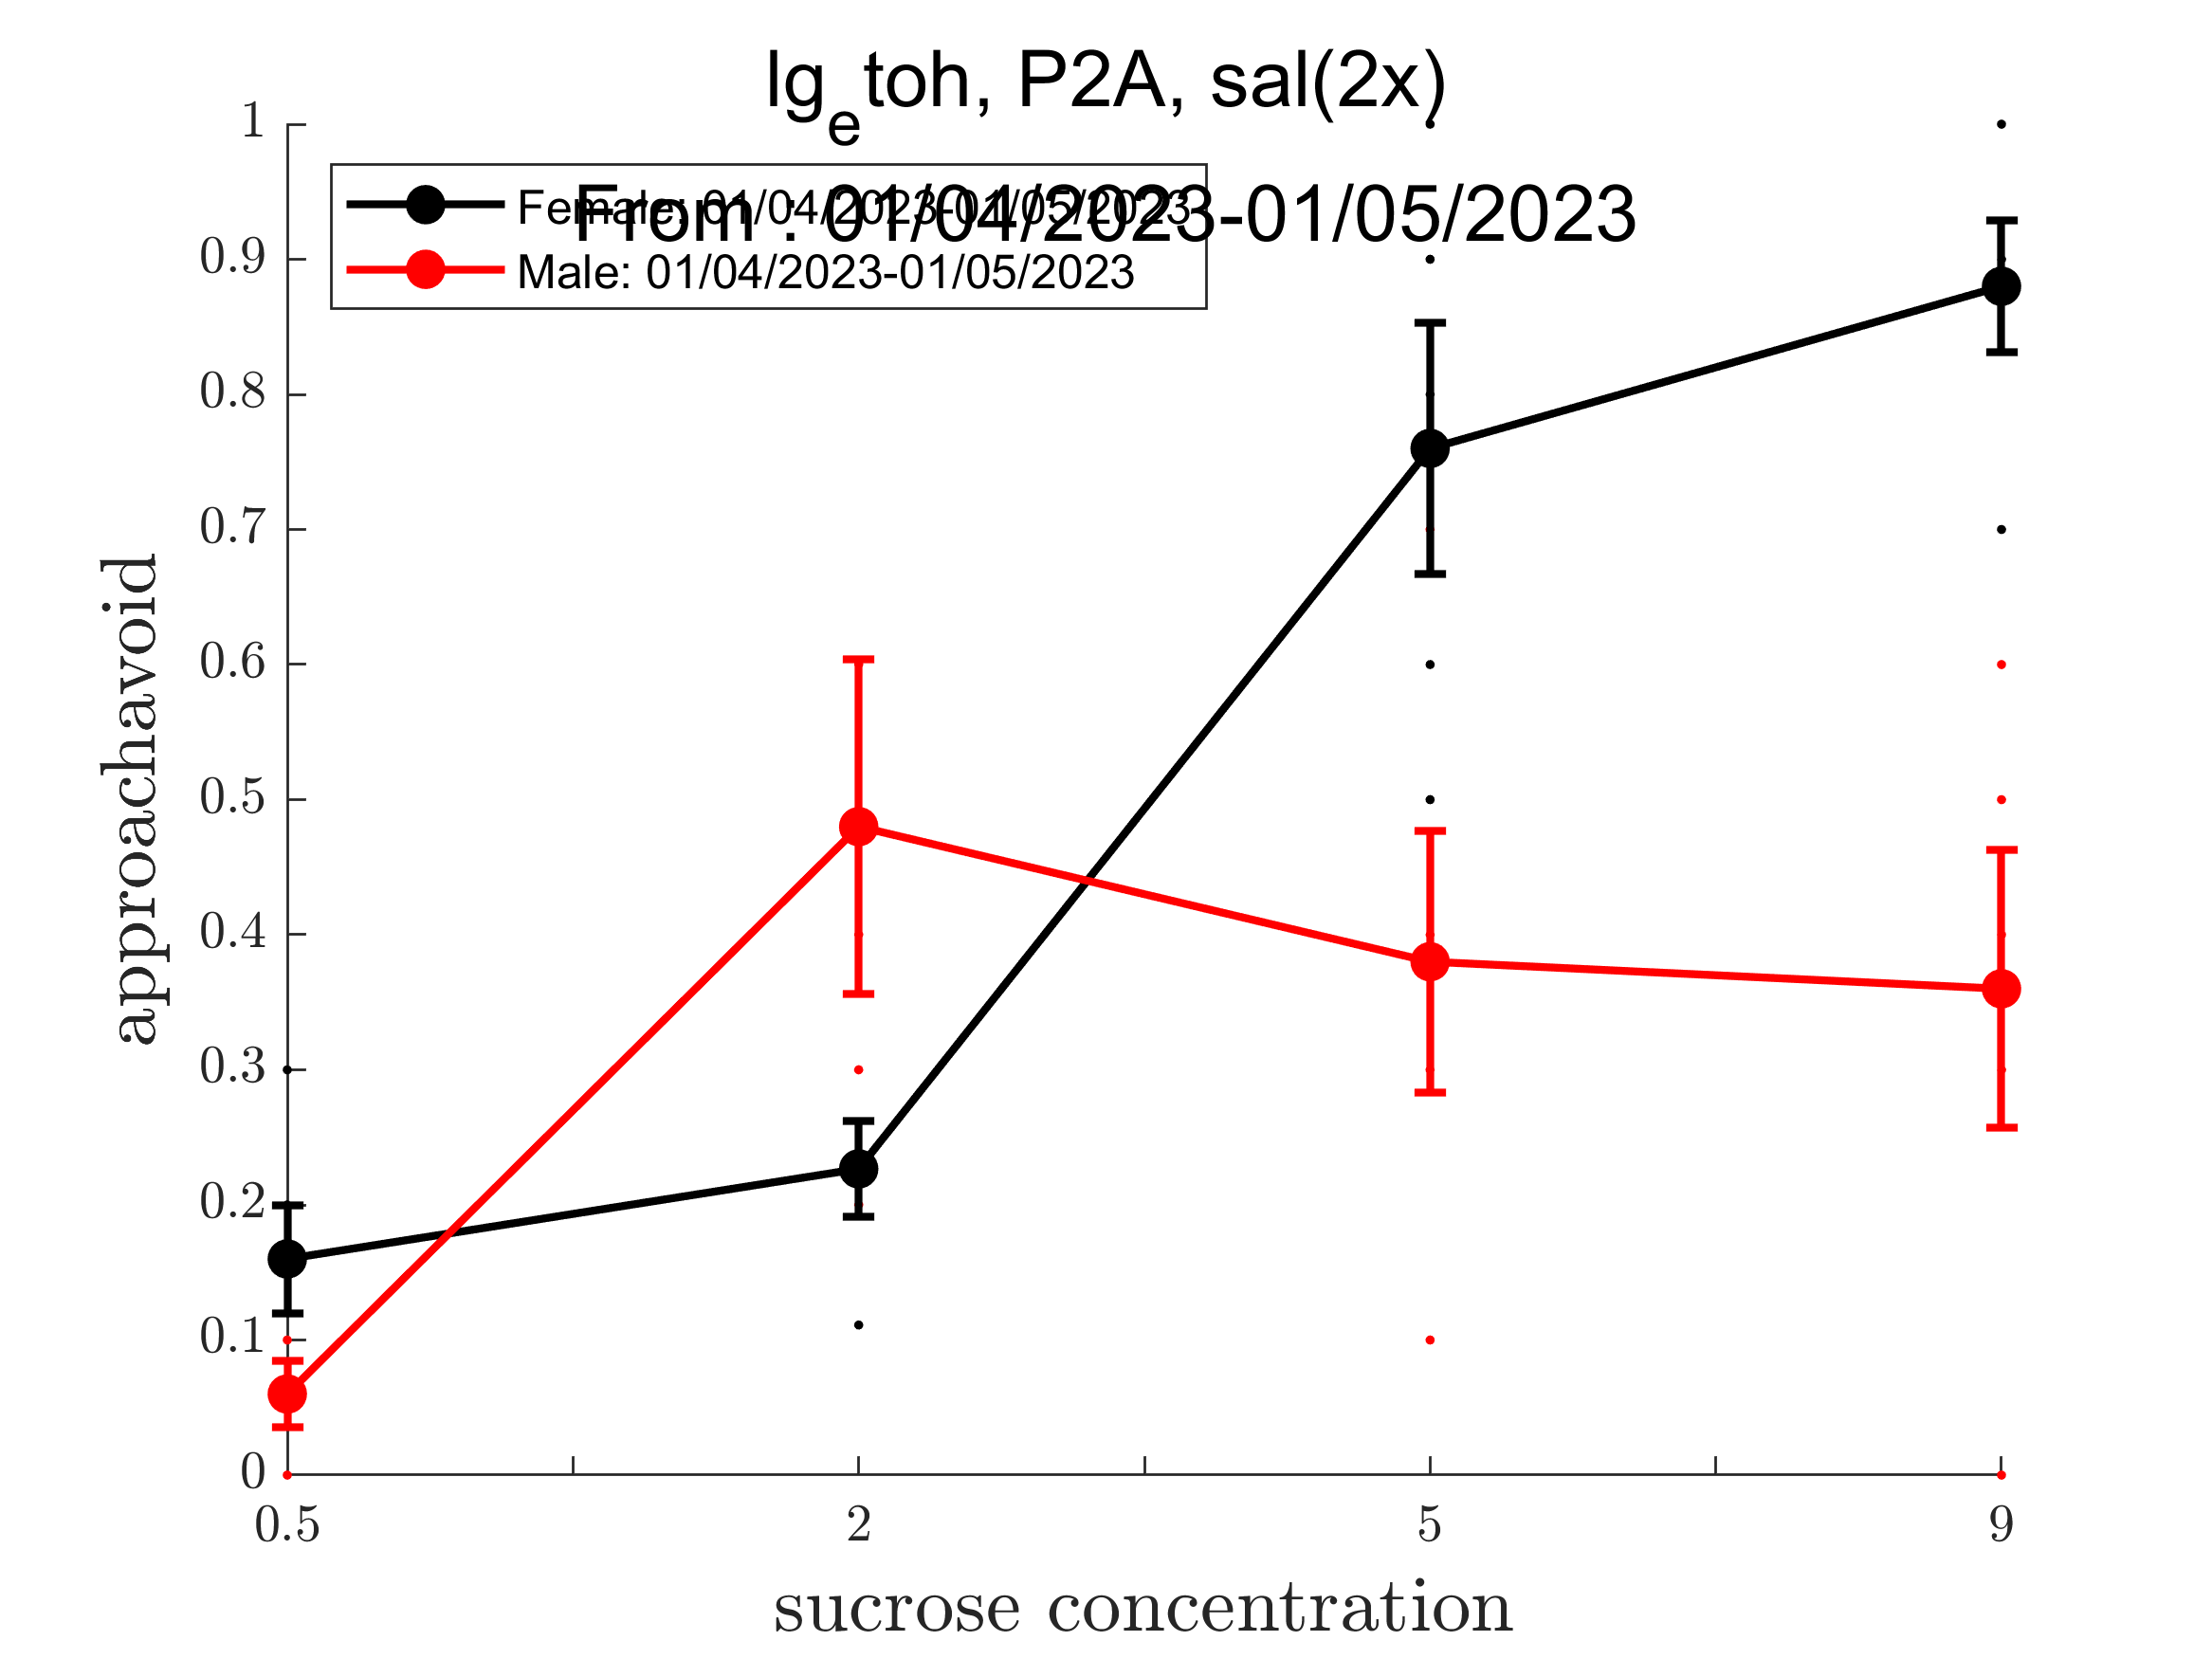 lg_etoh, P2A, sal(2x)
From : 01/04/2023-01/05/2023
Female: 01/04/2023-01/05/2023
Male: 01/04/2023-01/05/2023
approachavoid
1
0.9
0.8
0.7
0.6
0.5
0.4
0.3
0.2
0.1
0
0.5 2 5 9
sucrose concentration